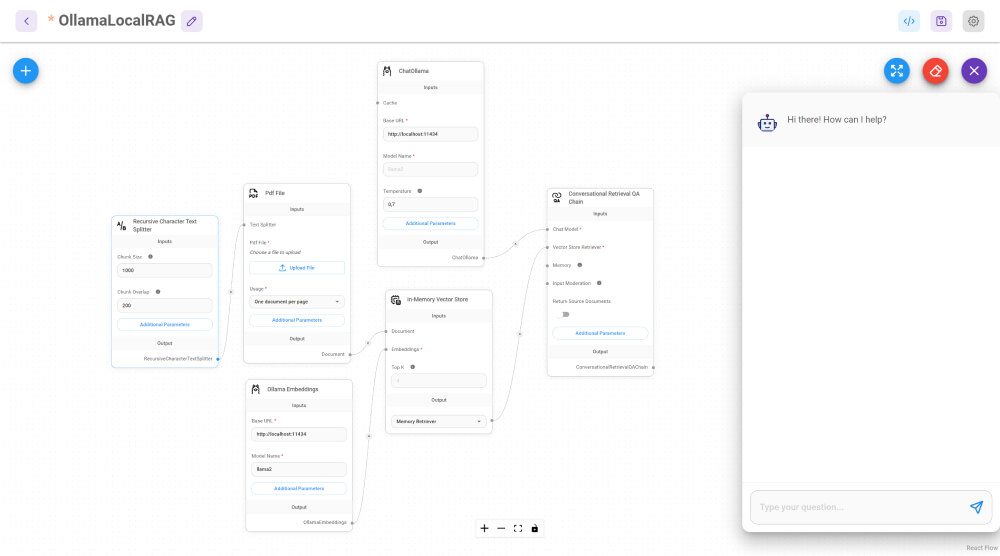 * OllamaLocalRAG
</>
ChatOllama
Inputs
Cache
Base URL *
http://localhost:11434
Model Name *
llama2
Temperature
0,7
Additional Parameters
Output
ChatOllama
Hi there! How can I help?
PDF
Pdf File
Inputs
Text Splitter
Pdf File *
Choose a file to upload
Upload File
Usage *
One document per page
Additional Parameters
Output
Document
QA
Conversational Retrieval QA
Chain
Inputs
Chat Model *
Vector Store Retriever *
Memory
Input Moderation
Return Source Documents
Additional Parameters
Output
ConversationalRetrievalQAChain
A/B
Recursive Character Text
Splitter
Inputs
Chunk Size
1000
Chunk Overlap
200
Additional Parameters
Output
RecursiveCharacterTextSplitter
In-Memory Vector Store
Inputs
Document
Embeddings *
Top K
Output
Memory Retriever
Ollama Embeddings
Inputs
Base URL *
http://localhost:11434
Model Name *
llama2
Additional Parameters
Output
OllamaEmbeddings
Type your question...
React Flow